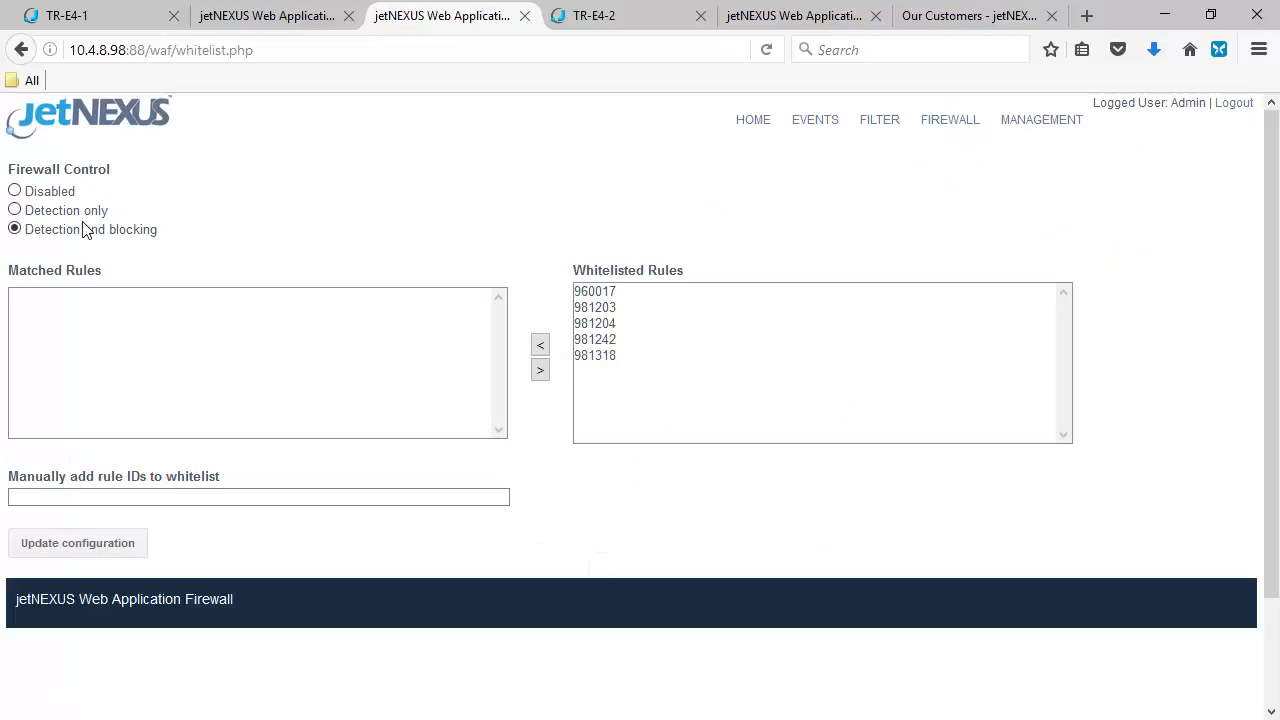 TR-E4-1
jetNEXUS Web Applicati...
jetNEXUS Web Applicati...
TR-E4-2
jetNEXUS Web Applicati...
Our Customers - jetNEX...
10.4.8.98:88/waf/whitelist.php
Search
All
jetNEXUS
Logged User: Admin | Logout
HOME EVENTS FILTER FIREWALL MANAGEMENT
Firewall Control
Disabled
Detection only
Detection and blocking
Matched Rules
Whitelisted Rules
960017
981203
981204
981242
981318
<
>
Manually add rule IDs to whitelist
Update configuration
jetNEXUS Web Application Firewall